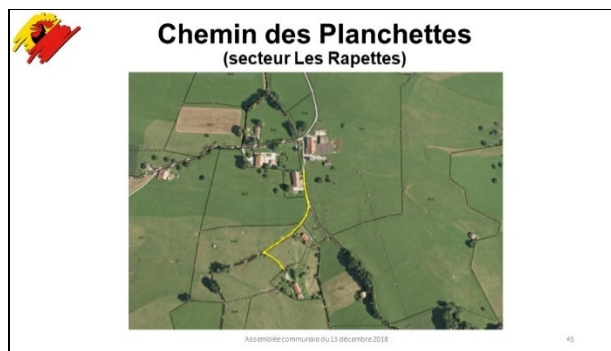 Chemin des Planchettes
(secteur Les Rapettes)
Assemblée communale du 13 décembre 2018
45